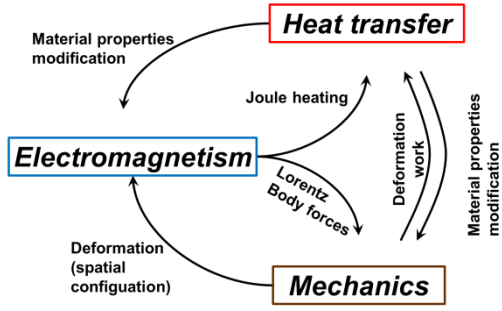 Heat transfer
Material properties
modification
Joule heating
Electromagnetism
Lorentz
Body forces
Deformation
work
Material properties
modification
Deformation
(spatial
configuation)
Mechanics